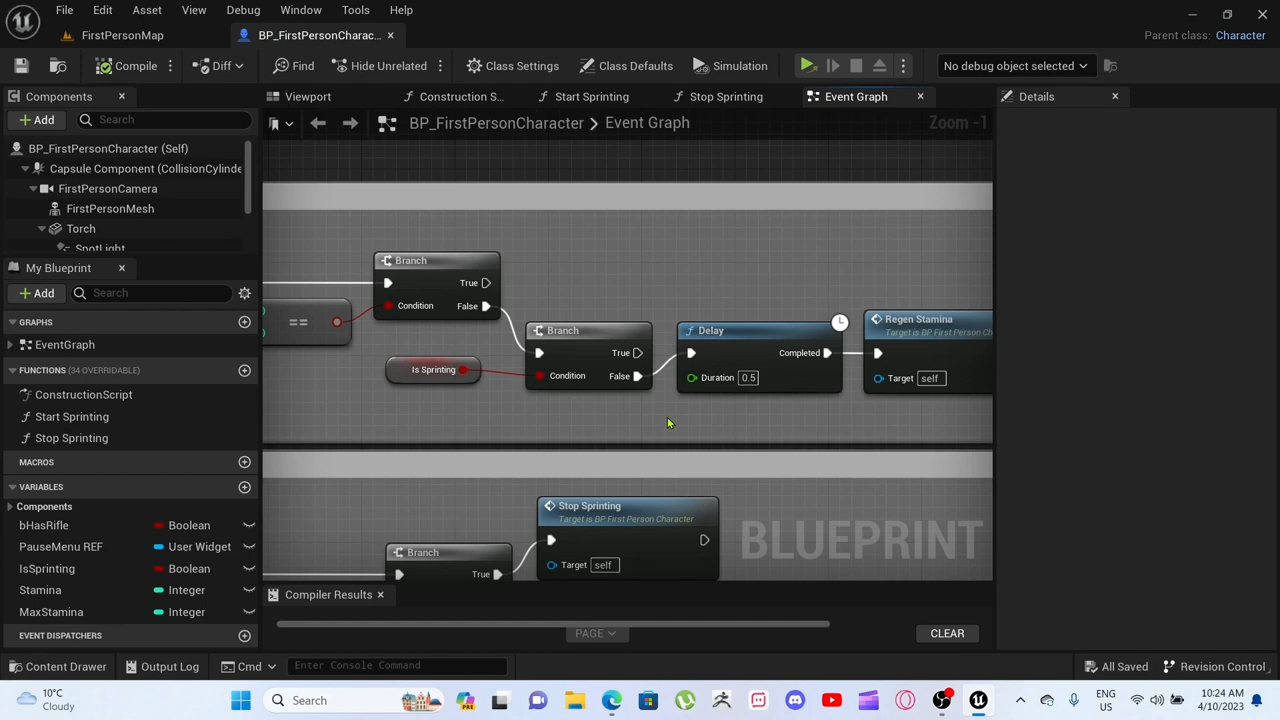 File Edit Asset View Debug Window Tools Help
FirstPersonMap
BP_FirstPersonCharac...
Parent class: Character
Compile
Diff
Find
Hide Unrelated
Class Settings
Class Defaults
Simulation
No debug object selected
Components
Viewport
Construction S...
Start Sprinting
Stop Sprinting
Event Graph
Details
Add
Search
BP_FirstPersonCharacter > Event Graph
Zoom -1
BP_FirstPersonCharacter (Self)
Capsule Component (CollisionCylinde
FirstPersonCamera
FirstPersonMesh
Torch
SpotLight
My Blueprint
Add
Search
GRAPHS
EventGraph
FUNCTIONS (34 OVERRIDABLE)
ConstructionScript
Start Sprinting
Stop Sprinting
MACROS
VARIABLES
Components
bHasRifle Boolean
PauseMenu REF User Widget
IsSprinting Boolean
Stamina Integer
MaxStamina Integer
EVENT DISPATCHERS
==
Branch
True
Condition False
Is Sprinting
Branch
True
Condition False
Delay
Completed
Duration 0.5
Regen Stamina
Target is BP First Person Ch
Target self
Stop Sprinting
Target is BP First Person Character
Target self
Branch
True
BLUEPRINT
Compiler Results
PAGE
CLEAR
Content Drawer
Output Log
Cmd
Enter Console Command
All Saved
Revision Control
10°C
Cloudy
Search
PRE
ENG
US
10:24 AM
4/10/2023